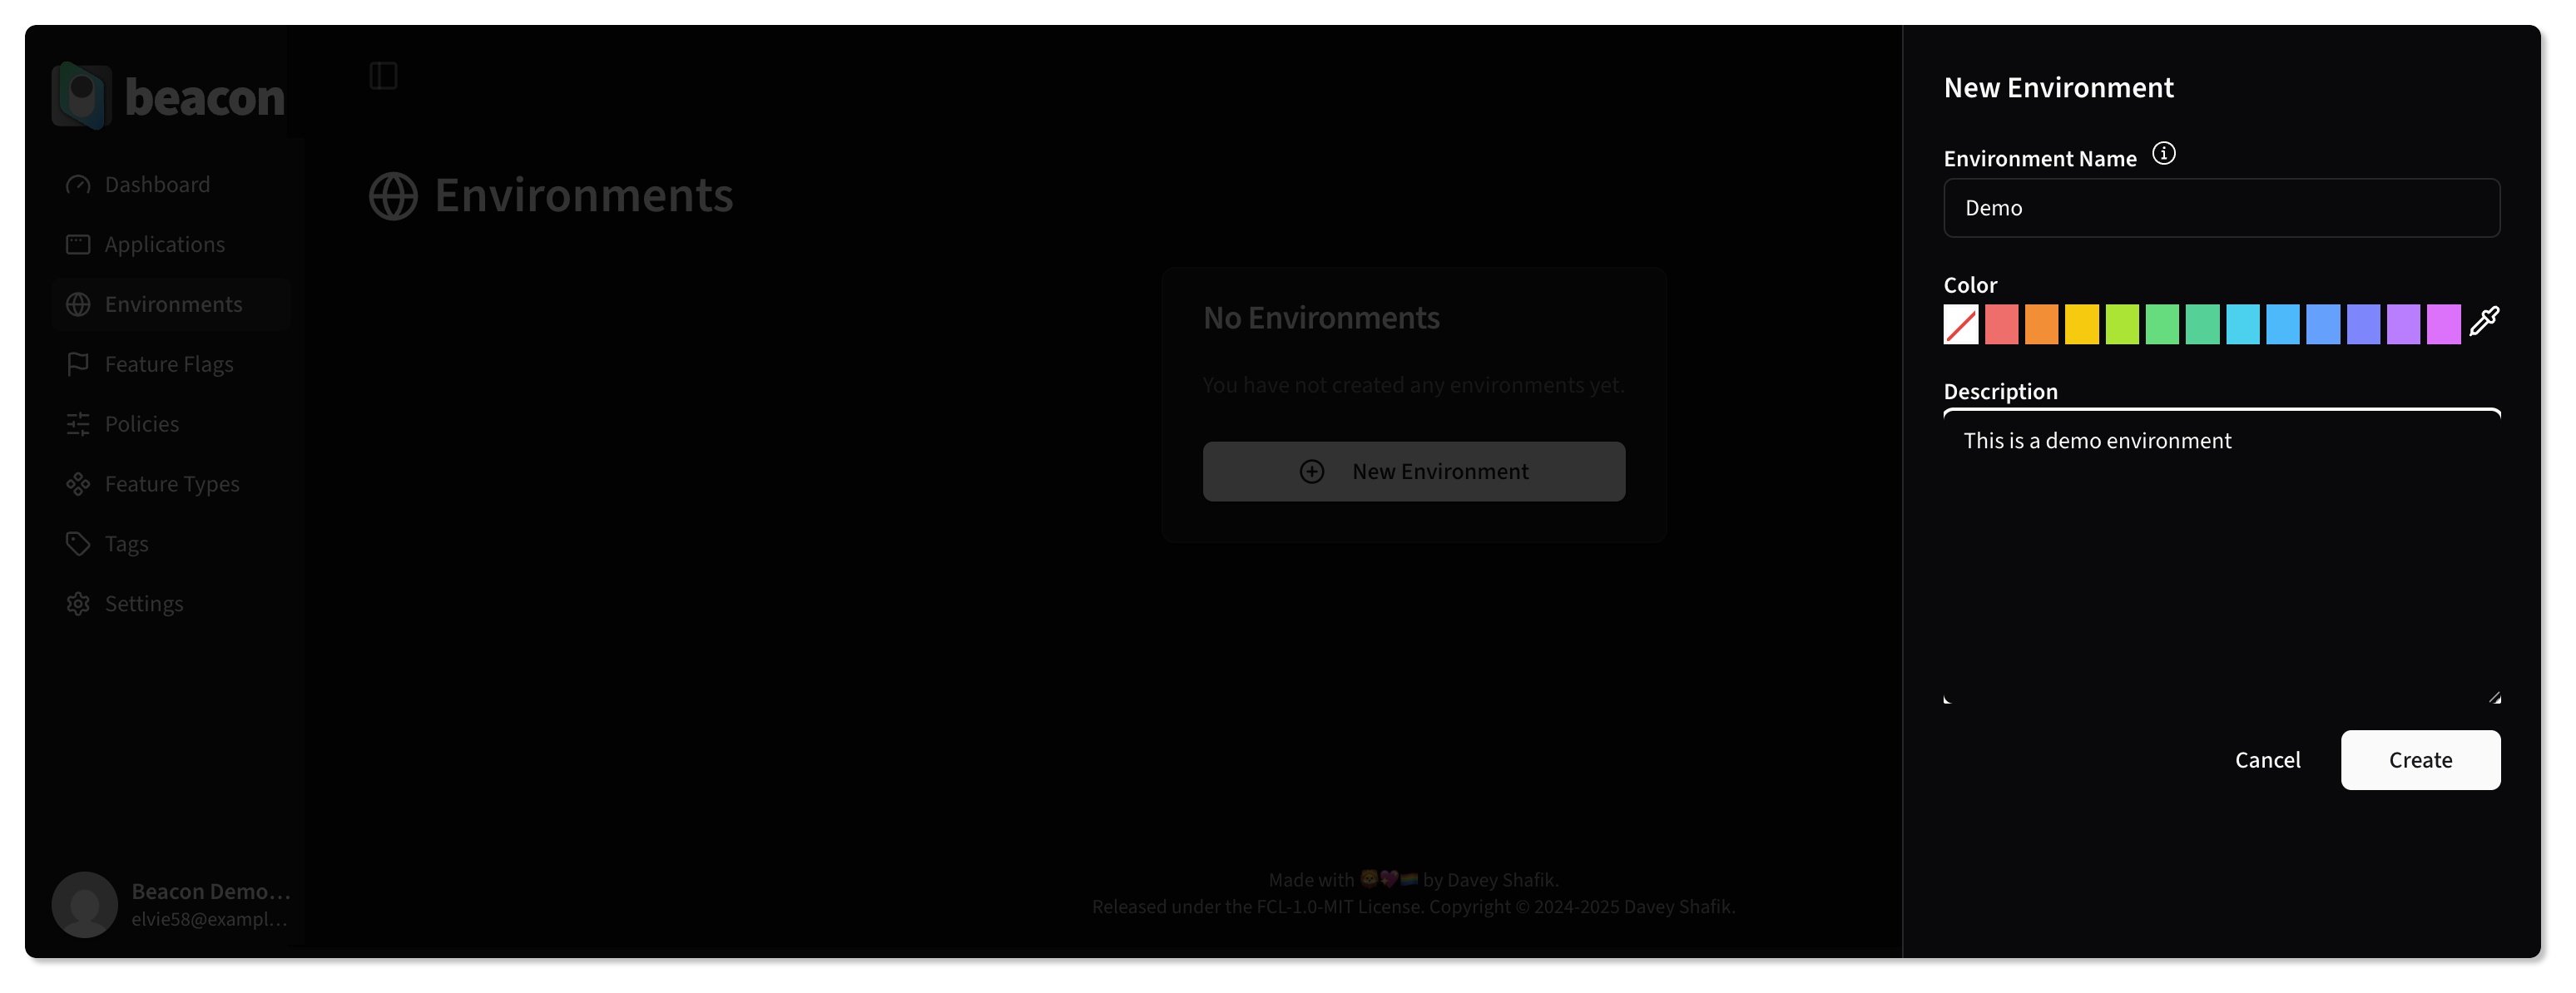 beacon
Dashboard
Applications
Environments
Feature Flags
Policies
Feature Types
Tags
Settings
Beacon Demo...
elvie58@exampl...
Environments
No Environments
You have not created any environments yet.
New Environment
Made with 🦁💖🏳️‍🌈 by Davey Shafik.
Released under the FCL-1.0-MIT License. Copyright © 2024-2025 Davey Shafik.
New Environment
Environment Name
Demo
Color
Description
This is a demo environment
Cancel
Create